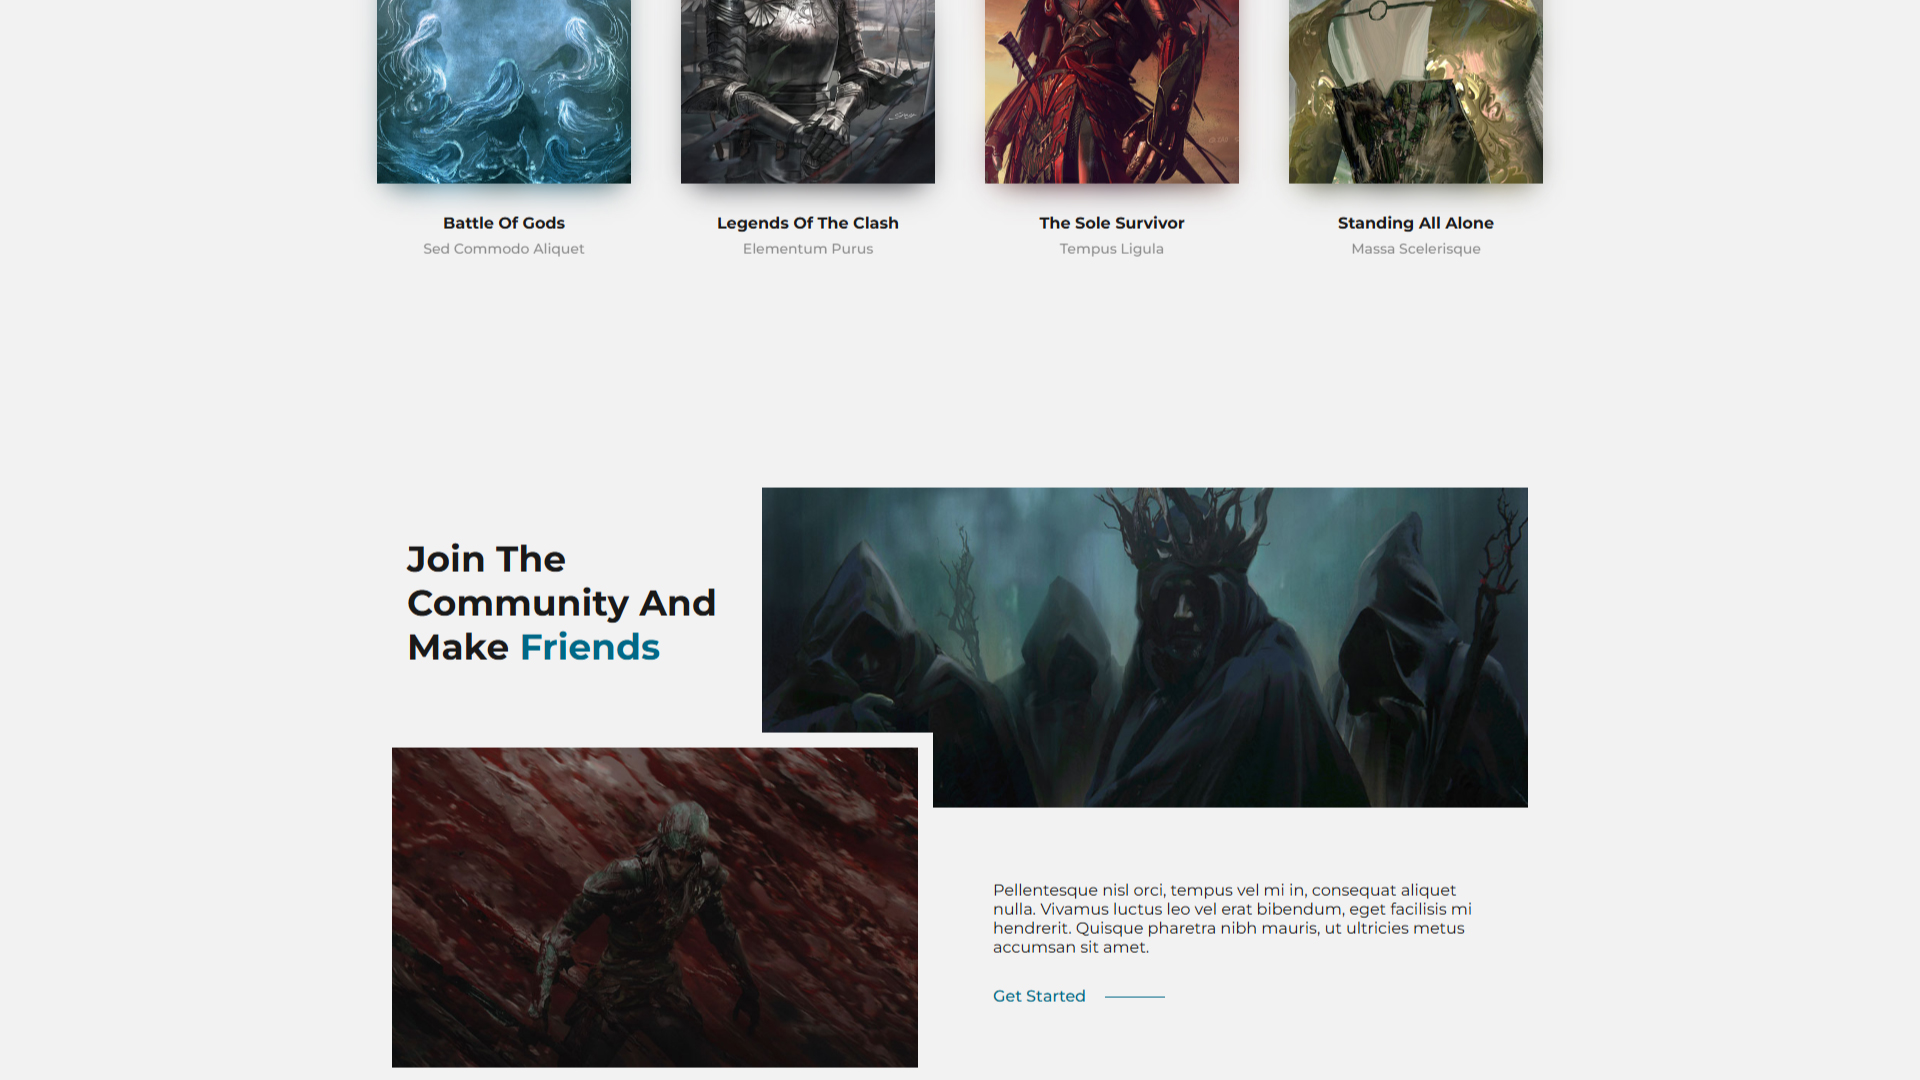 Battle Of Gods
Sed Commodo Aliquet
Legends Of The Clash
Elementum Purus
The Sole Survivor
Tempus Ligula
Standing All Alone
Massa Scelerisque
Join The
Community And
Make Friends
Pellentesque nisl orci, tempus vel mi in, consequat aliquet
nulla. Vivamus luctus leo vel erat bibendum, eget facilisis mi
hendrerit. Quisque pharetra nibh mauris, ut ultricies metus
accumsan sit amet.
Get Started